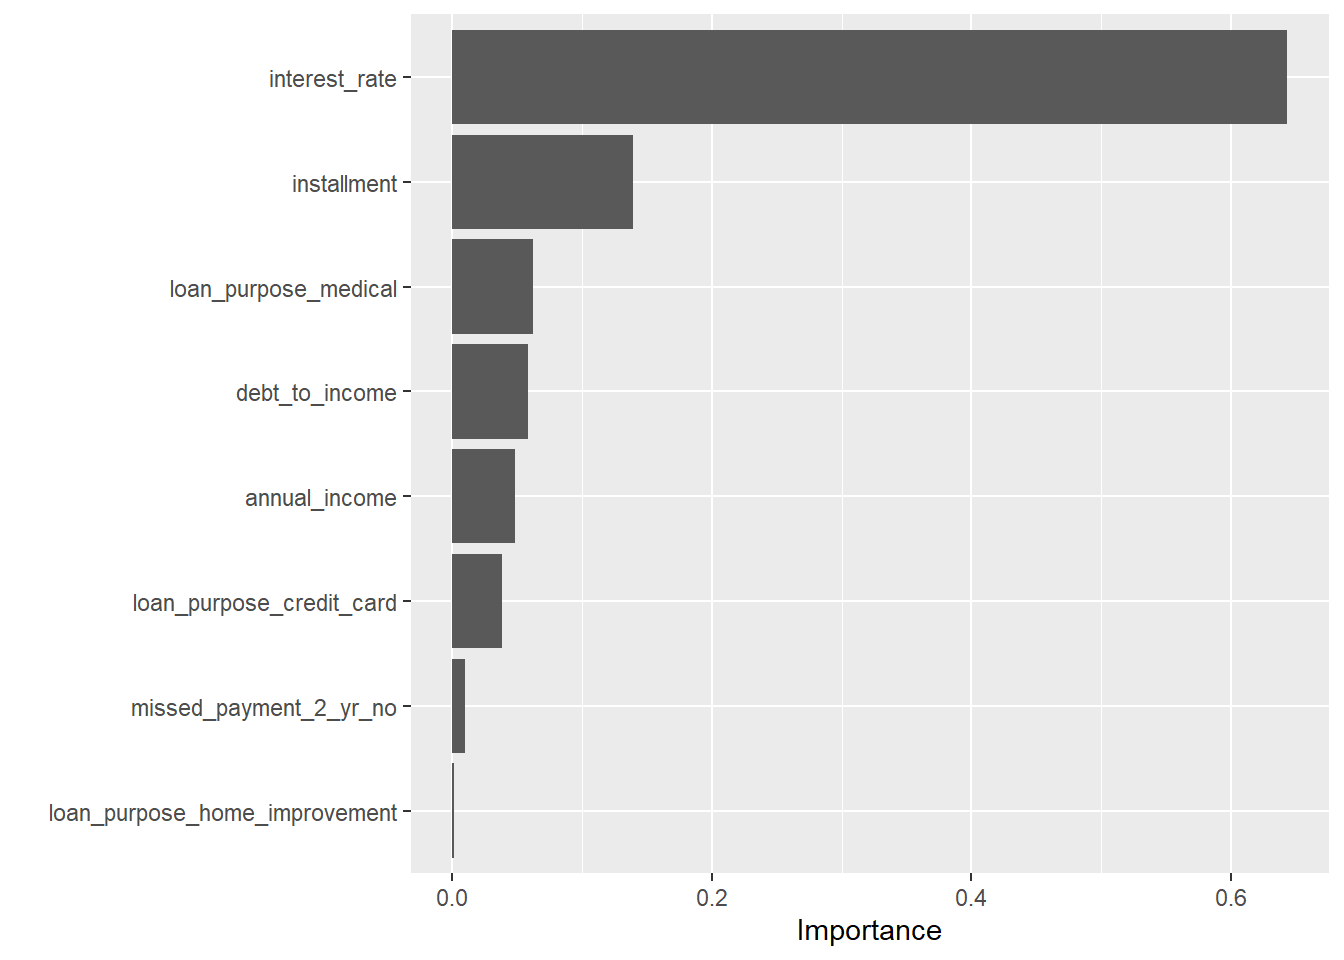 interest_rate
installment
loan_purpose_medical
debt_to_income
annual_income
loan_purpose_credit_card
missed_payment_2_yr_no
loan_purpose_home_improvement
0.0 0.2 0.4 0.6
Importance